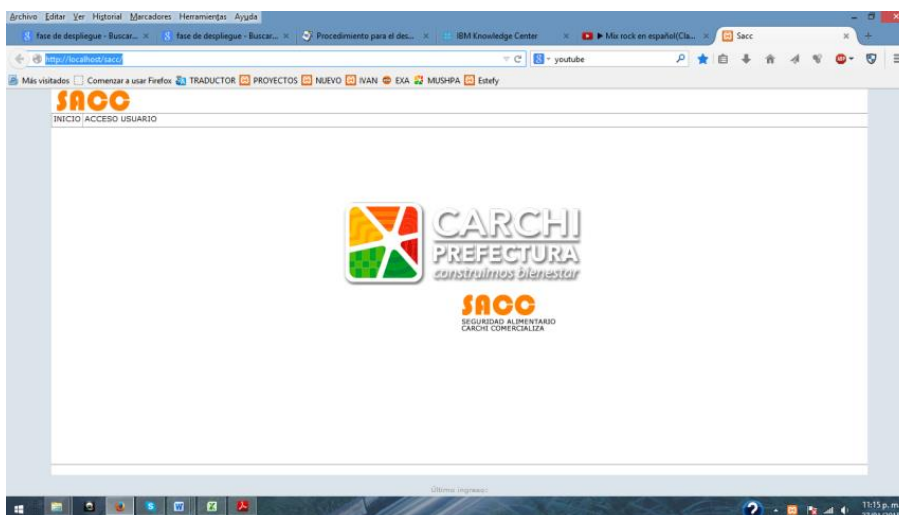 Archivo Editar Ver Historial Marcadores Herramientas Ayuda
fase de despliegue - Buscar... fase de despliegue - Buscar... Procedimiento para el des... IBM Knowledge Center Mix rock en español(Cla... Sacc
http://localhost/sacc/ youtube
Más visitados Comenzar a usar Firefox TRADUCTOR PROYECTOS NUEVO IVAN EXA MUSHPA Estefy
SACC
INICIO ACCESO USUARIO
CARCHI
PREFECTURA
construimos bienestar
SACC
SEGURIDAD ALIMENTARIO
CARCHI COMERCIALIZA
Último ingreso:
11:15 p. m.